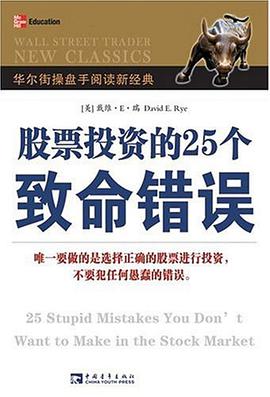 Education
WALL STREET TRADER
NEW CLASSICS
华尔街操盘手阅读新经典
[美] 戴维·E·瑞 David E. Rye
股票投资的25个
致命错误
唯一要做的是选择正确的股票进行投资，
不要犯任何愚蠢的错误。
25 Stupid Mistakes You Don't
Want to Make in the Stock Market
中国青年出版社
CHINA YOUTH PRESS